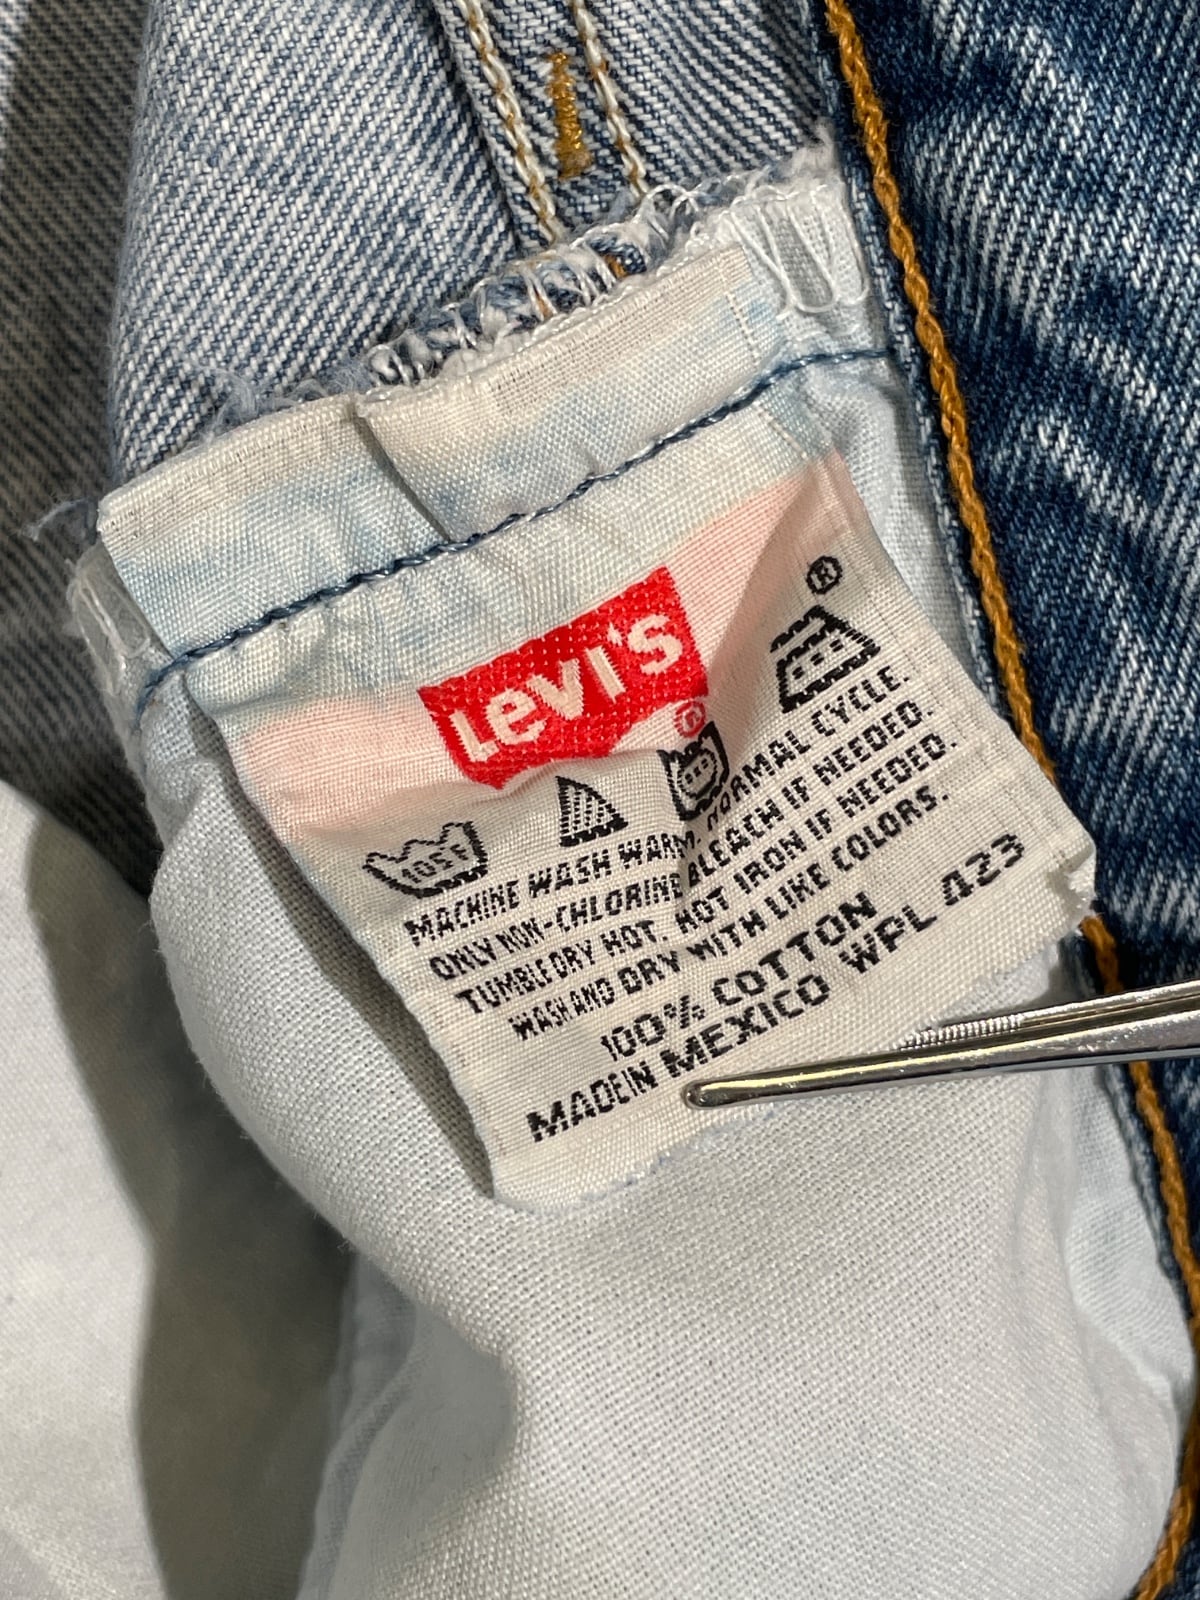 Levi's®
®
105F
MACHINE WASH WARM. NORMAL CYCLE.
ONLY NON-CHLORINE BLEACH IF NEEDED.
TUMBLE DRY HOT. HOT IRON IF NEEDED.
WASH AND DRY WITH LIKE COLORS.
100% COTTON
MADE IN MEXICO WPL 423